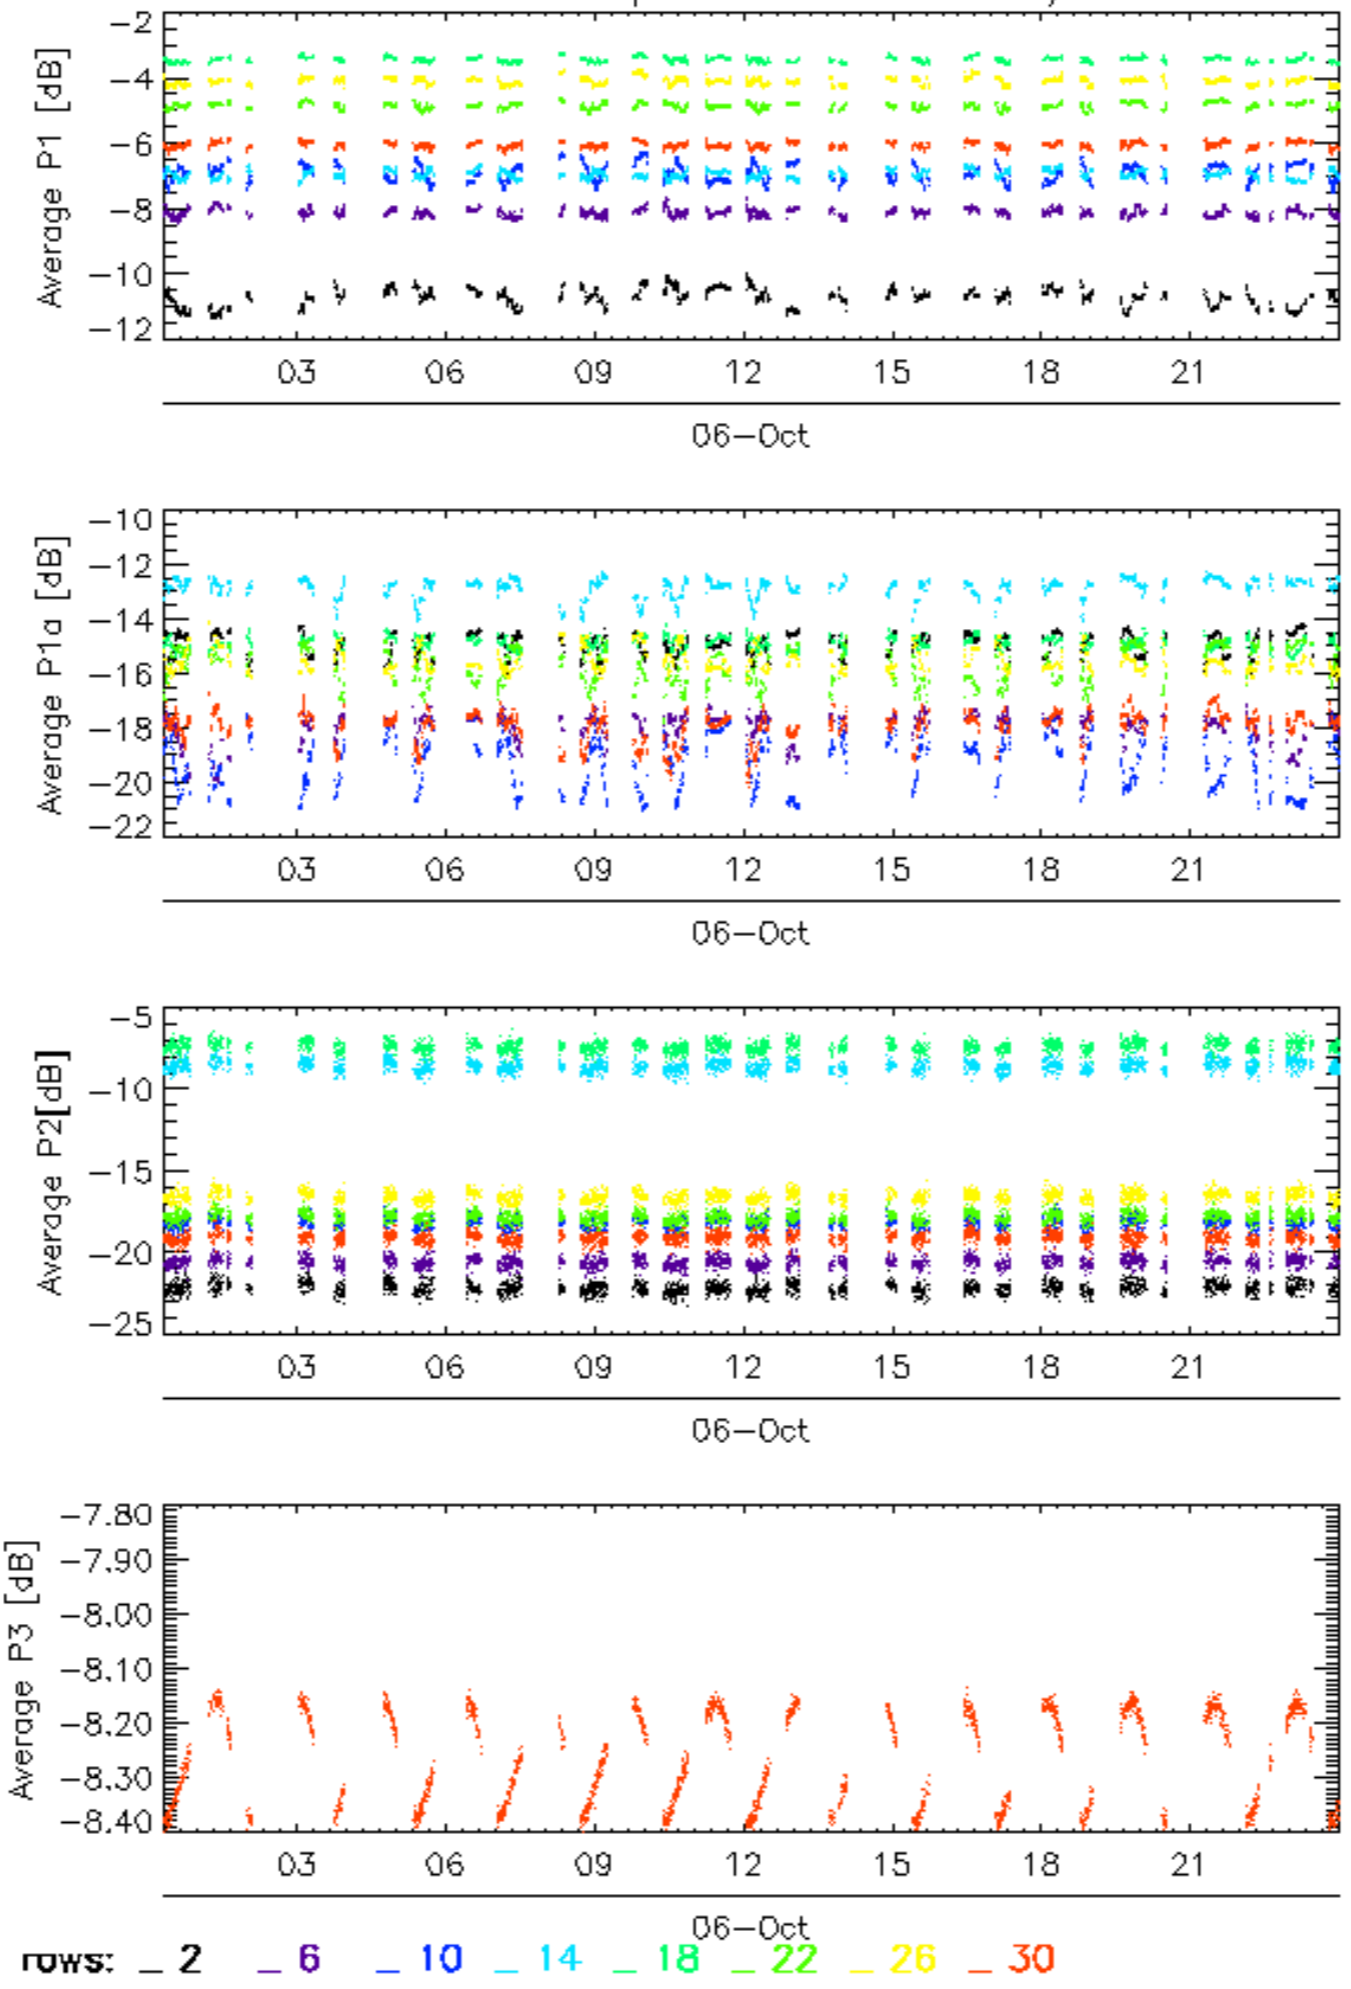 Average P1 [dB]
-2
-4
-6
-8
-10
-12
03 06 09 12 15 18 21
06-Oct
Average P1a [dB]
-10
-12
-14
-16
-18
-20
-22
03 06 09 12 15 18 21
06-Oct
Average P2[dB]
-5
-10
-15
-20
-25
03 06 09 12 15 18 21
06-Oct
Average P3 [dB]
-7.80
-7.90
-8.00
-8.10
-8.20
-8.30
-8.40
03 06 09 12 15 18 21
06-Oct
rows: _ 2 _ 6 _ 10 _ 14 _ 18 _ 22 _ 26 _ 30